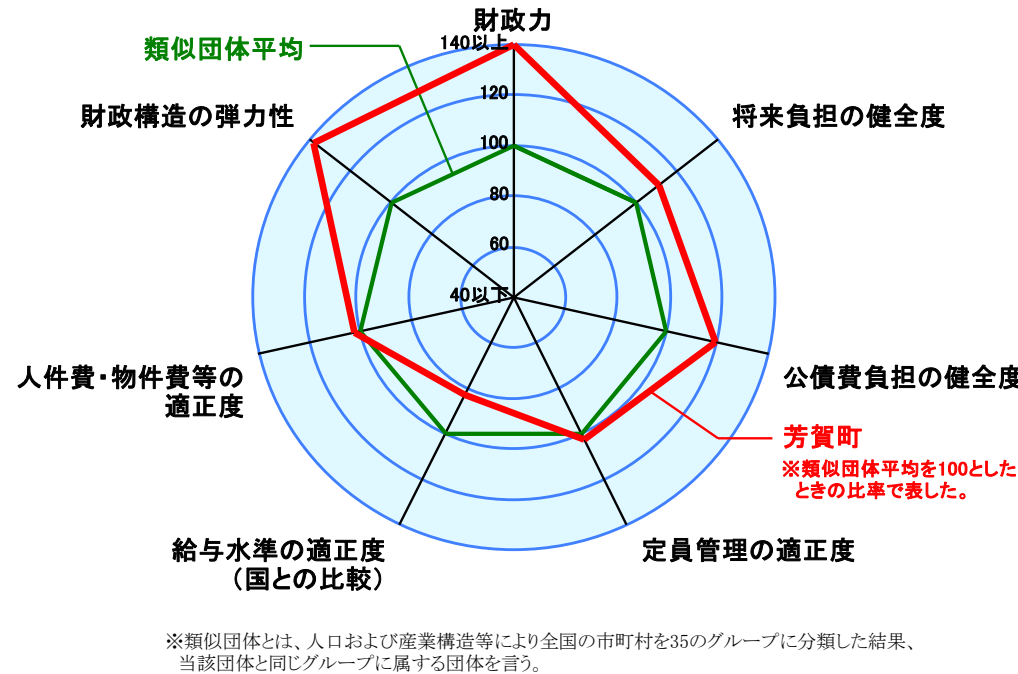 財政力
140以上
類似団体平均
120
財政構造の弾力性
将来負担の健全度
100
80
60
40以下
人件費・物件費等の
適正度
公債費負担の健全度
芳賀町
※類似団体平均を100とした
ときの比率で表した。
給与水準の適正度
（国との比較）
定員管理の適正度
※類似団体とは、人口および産業構造等により全国の市町村を35のグループに分類した結果、
当該団体と同じグループに属する団体を言う。